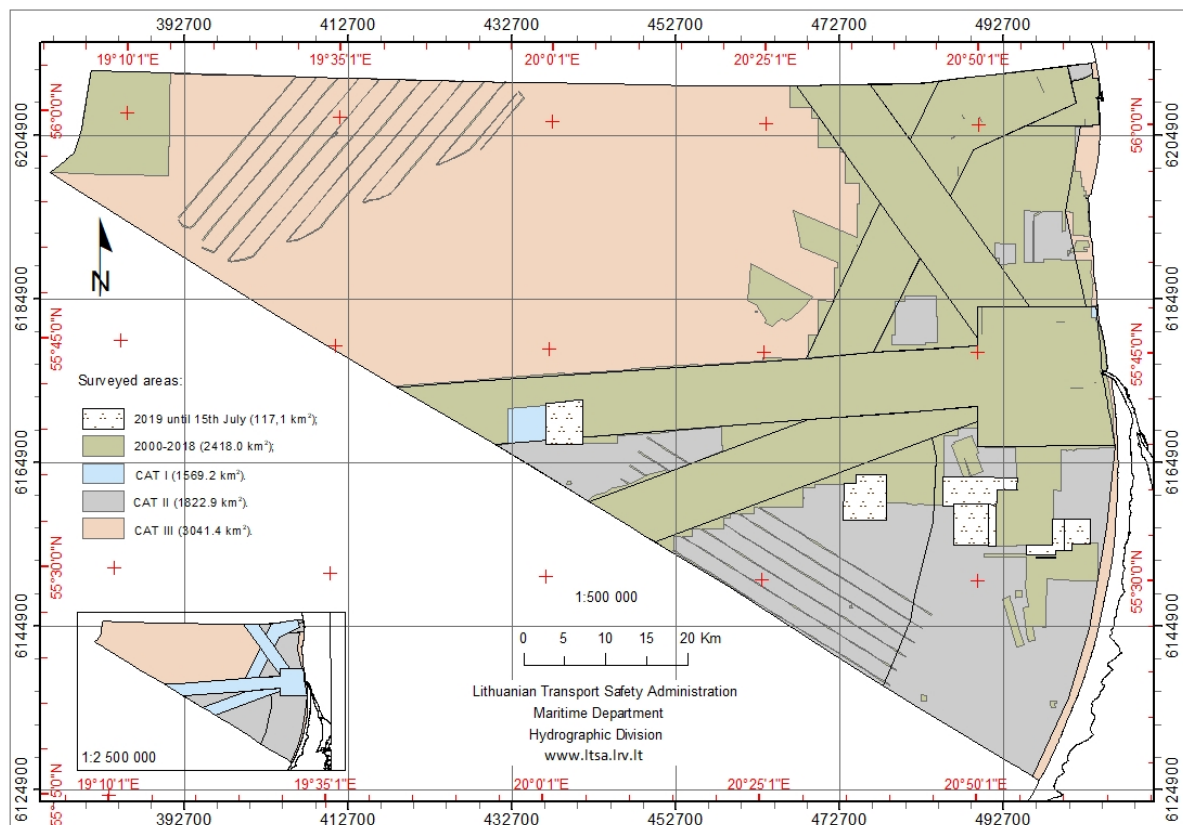 392700 412700 432700 452700 472700 492700
19°10'1"E 19°35'1"E 20°0'1"E 20°25'1"E 20°50'1"E
56°0'0"N 56°0'0"N
6204900 6204900
N
6184900 6184900
55°45'0"N 55°45'0"N
Surveyed areas:
2019 until 15th July (117,1 km²);
2000-2018 (2418.0 km²);
CAT I (1569.2 km²).
CAT II (1822.9 km²).
CAT III (3041.4 km²).
6164900 6164900
55°30'0"N 55°30'0"N
1:500 000
6144900 6144900
0 5 10 15 20 Km
Lithuanian Transport Safety Administration
Maritime Department
Hydrographic Division
www.ltsa.lrv.lt
1:2 500 000
6124900 6124900
19°10'1"E 19°35'1"E 20°0'1"E 20°25'1"E 20°50'1"E
392700 412700 432700 452700 472700 492700